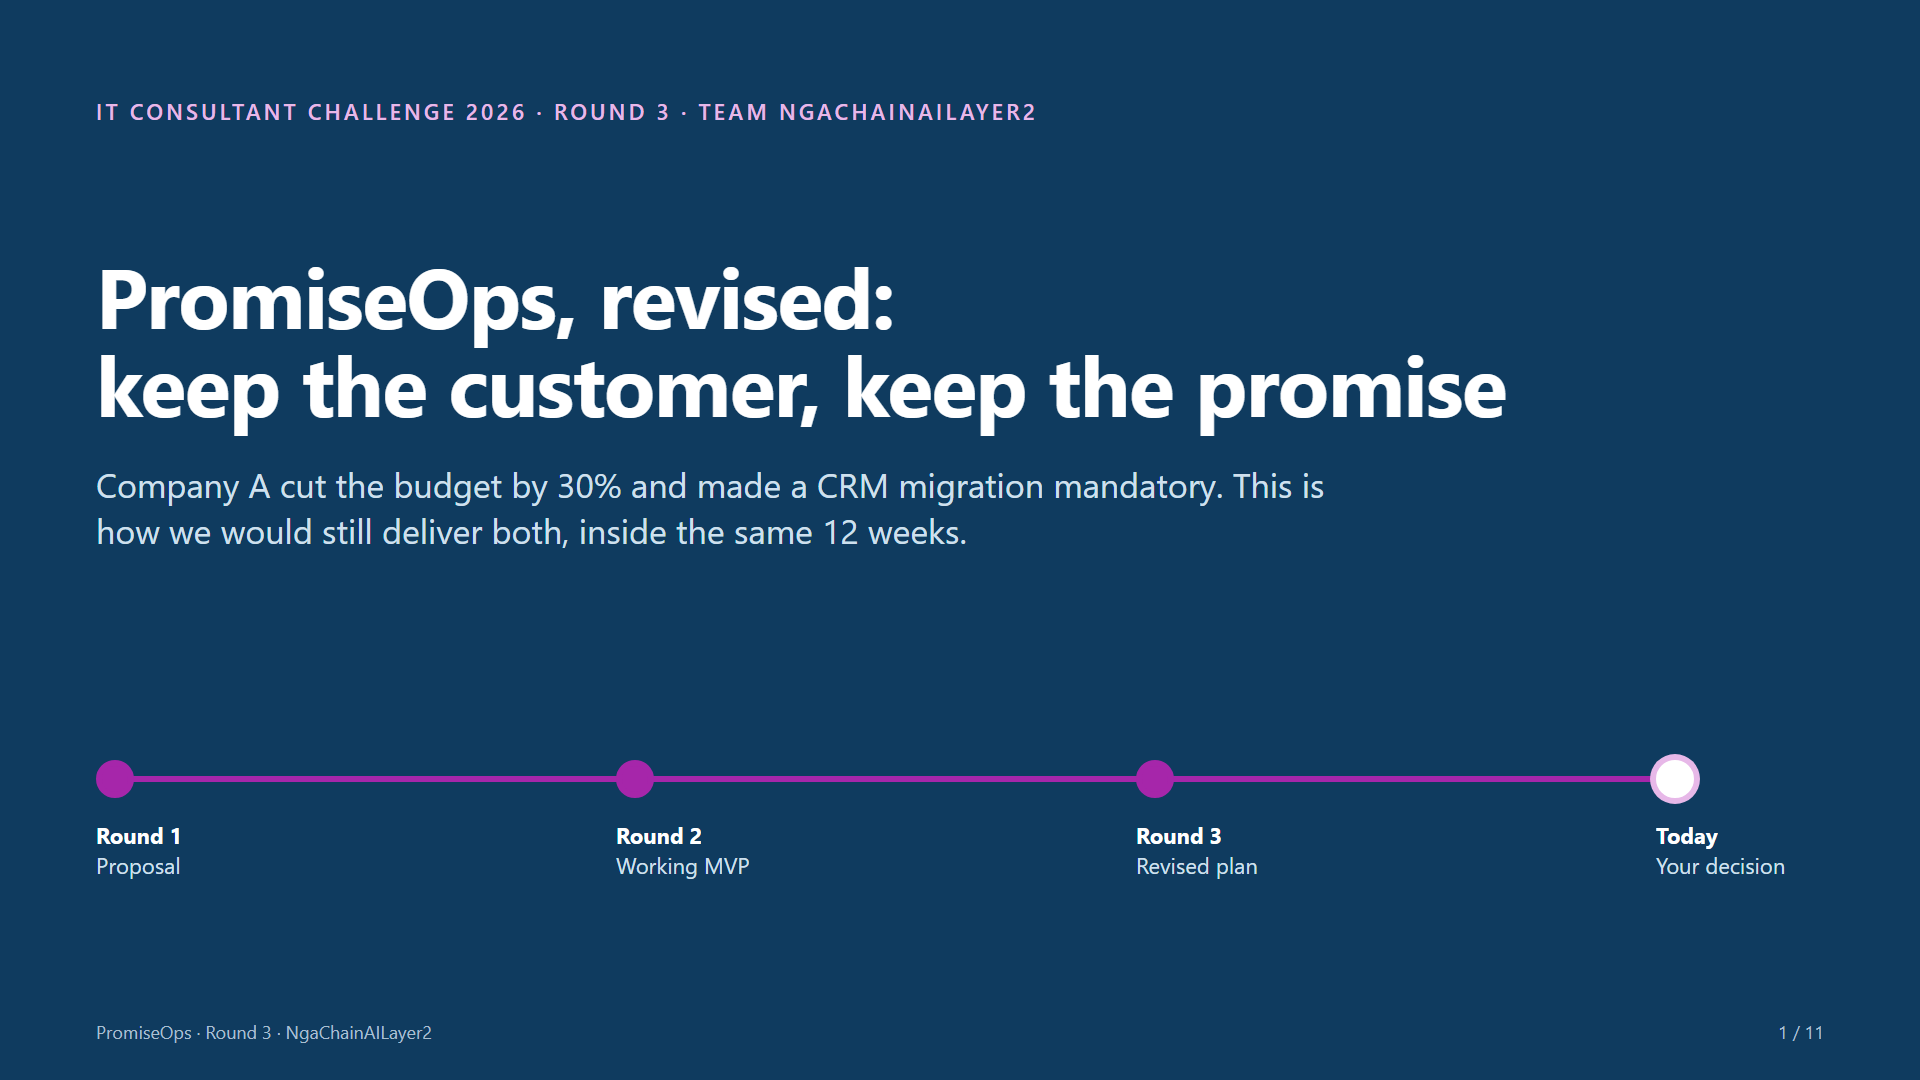 IT CONSULTANT CHALLENGE 2026 · ROUND 3 · TEAM NGACHAINAILAYER2
PromiseOps, revised:
keep the customer, keep the promise
Company A cut the budget by 30% and made a CRM migration mandatory. This is
how we would still deliver both, inside the same 12 weeks.
Round 1
Proposal
Round 2
Working MVP
Round 3
Revised plan
Today
Your decision
PromiseOps · Round 3 · NgaChainAILayer2
1 / 11